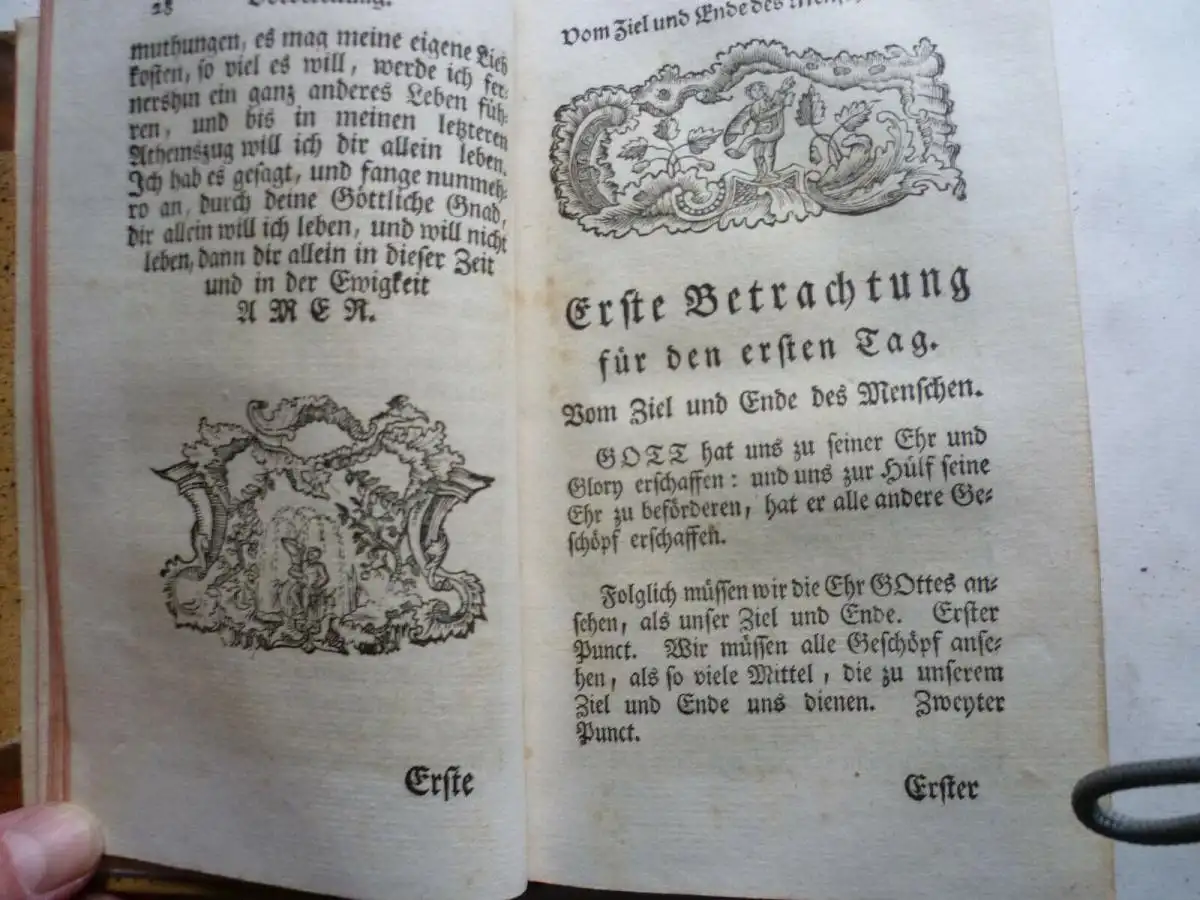 28 Vorbereitung.
muthungen, es mag meine eigene Lieb
kosten, so viel es will, werde ich fer-
nershin ein ganz anderes Leben füh-
ren, und bis in meinen letzteren
Athemszug will ich dir allein leben.
Ich hab es gesagt, und fange nunmeh-
ro an, durch deine Göttliche Gnad,
dir allein will ich leben, und will nicht
leben, dann dir allein in dieser Zeit
und in der Ewigkeit
AMEN.
Erste
Vom Ziel und Ende des
Erste Betrachtung
für den ersten Tag.
Vom Ziel und Ende des Menschen.
GOTT hat uns zu seiner Ehr und
Glory erschaffen: und uns zur Hülf seine
Ehr zu beförderen, hat er alle andere Ge-
schöpf erschaffen.
Folglich müssen wir die Ehr GOttes an-
sehen, als unser Ziel und Ende. Erster
Punct. Wir müssen alle Geschöpf anse-
hen, als so viele Mittel, die zu unserem
Ziel und Ende uns dienen. Zweyter
Punct.
Erster